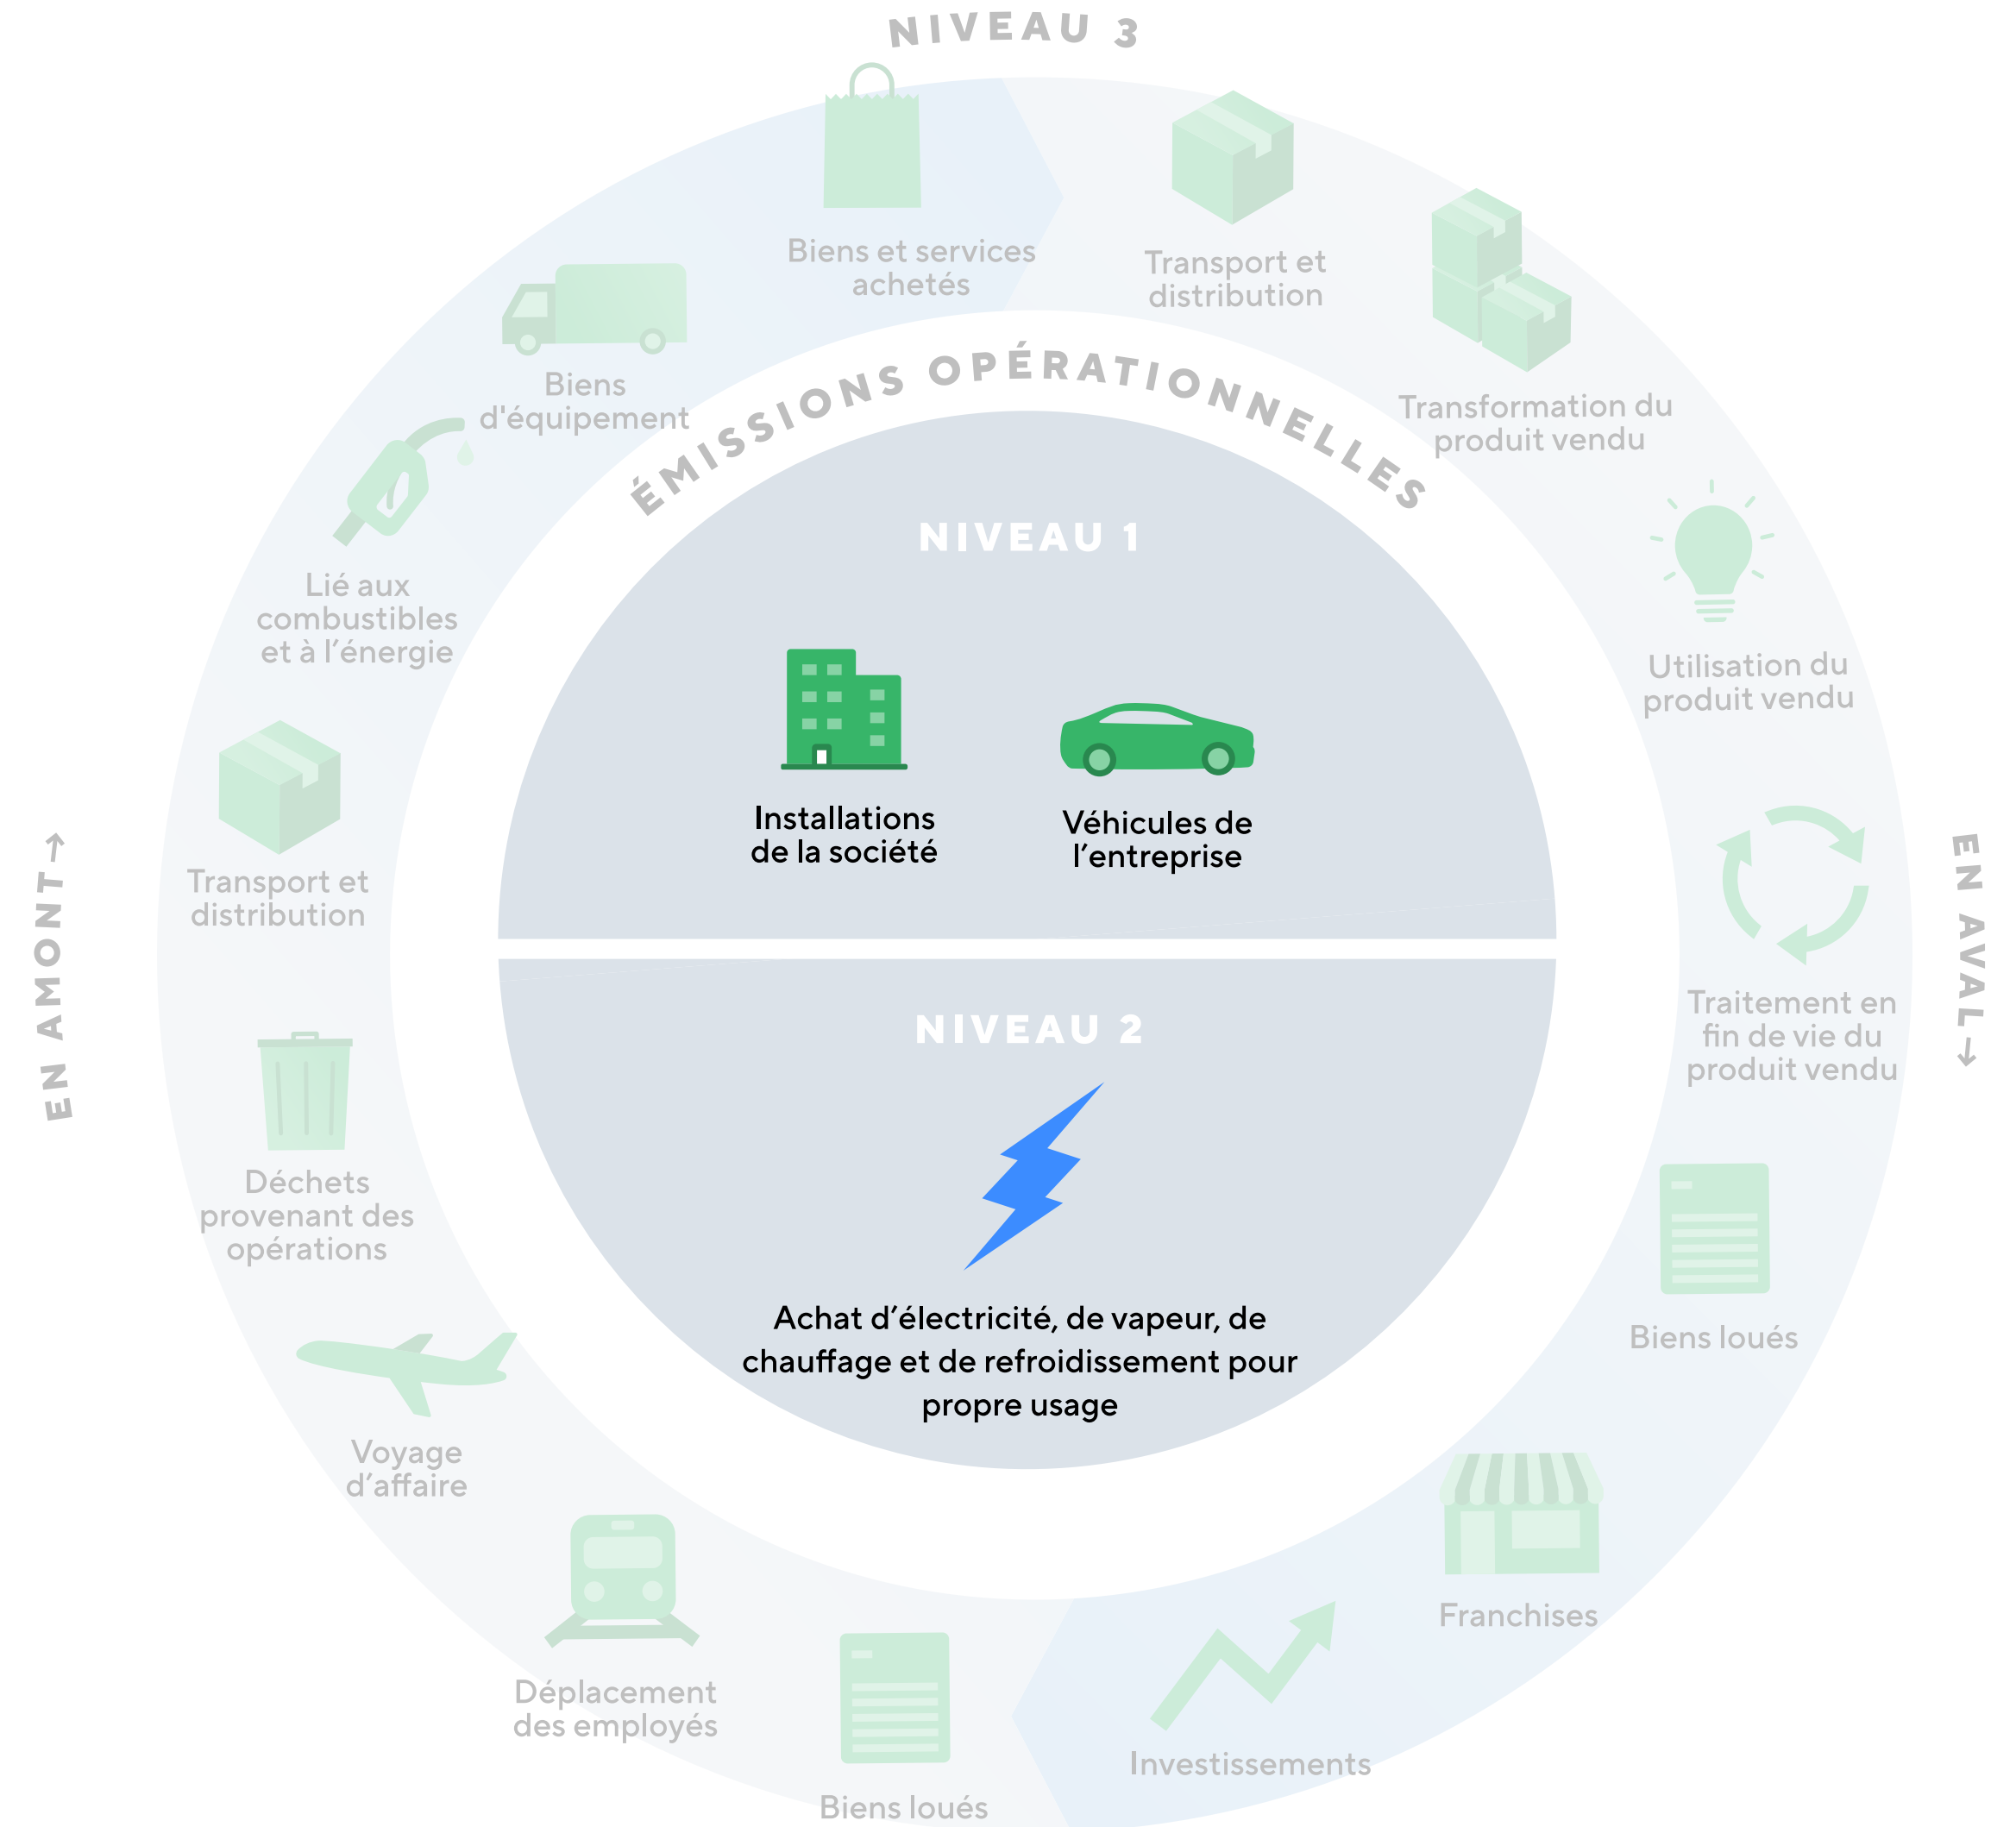 NIVEAU 3
Biens et services
achetés
Transport et
distribution
Biens
d'équipement
Transformation du
produit vendu
ÉMISSIONS OPÉRATIONNELLES
NIVEAU 1
Lié aux
combustibles
et à l’énergie
Utilisation du
produit vendu
Installations
de la société
Véhicules de
l’entreprise
Transport et
distribution
EN AMONT→
EN AVAL→
NIVEAU 2
Traitement en
fin de vie du
produit vendu
Déchets
provenant des
opérations
Achat d’électricité, de vapeur, de
chauffage et de refroidissement pour
propre usage
Biens loués
Voyage
d’affaire
Franchises
Déplacement
des employés
Investissements
Biens loués